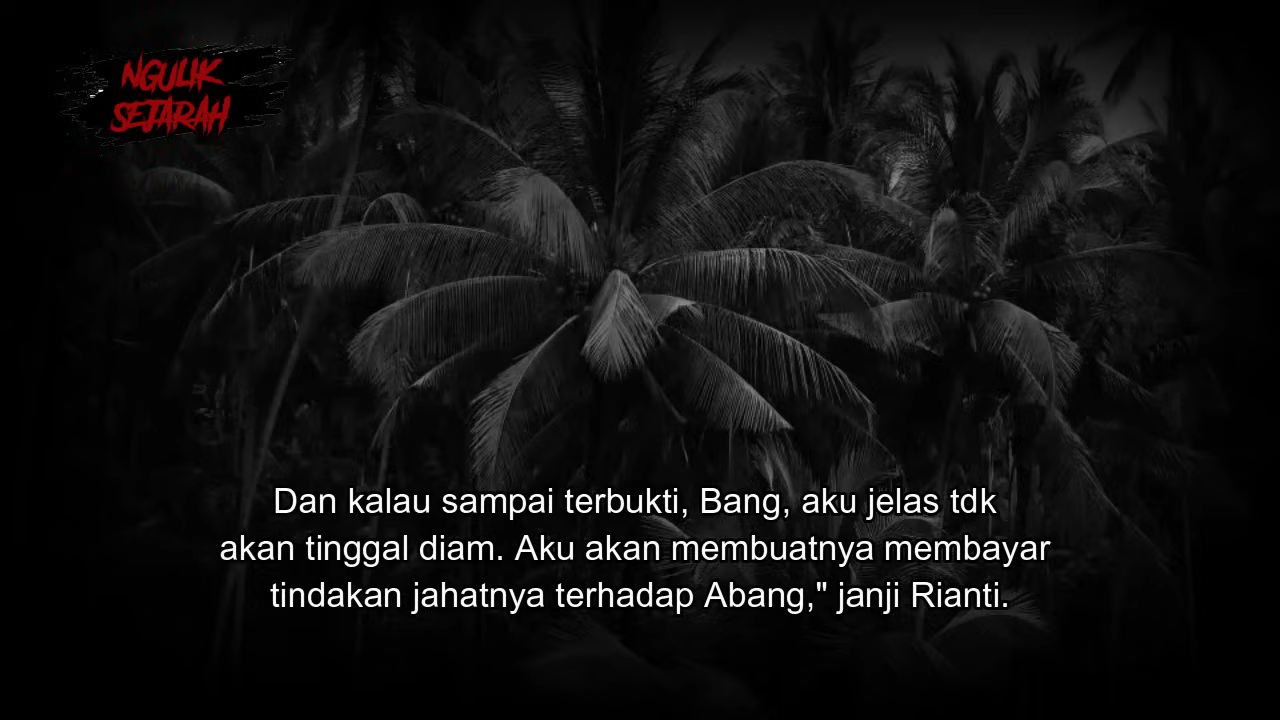 NGULIK
SEJARAH
Dan kalau sampai terbukti, Bang, aku jelas tdk
akan tinggal diam. Aku akan membuatnya membayar
tindakan jahatnya terhadap Abang," janji Rianti.